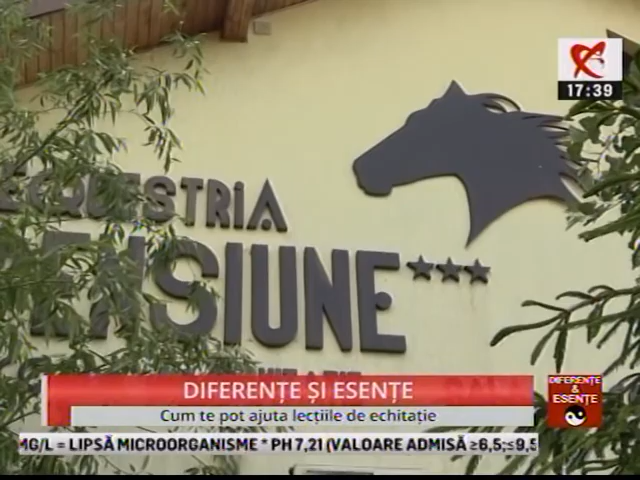 17:39
EQUESTRIA
PENSIUNE***
DIFERENȚE ȘI ESENȚE
Cum te pot ajuta lecțiile de echitație
DIFERENȚE
&
ESENȚE
MG/L = LIPSĂ MICROORGANISME * PH 7,21 (VALOARE ADMISĂ ≥6,5;≤9,5